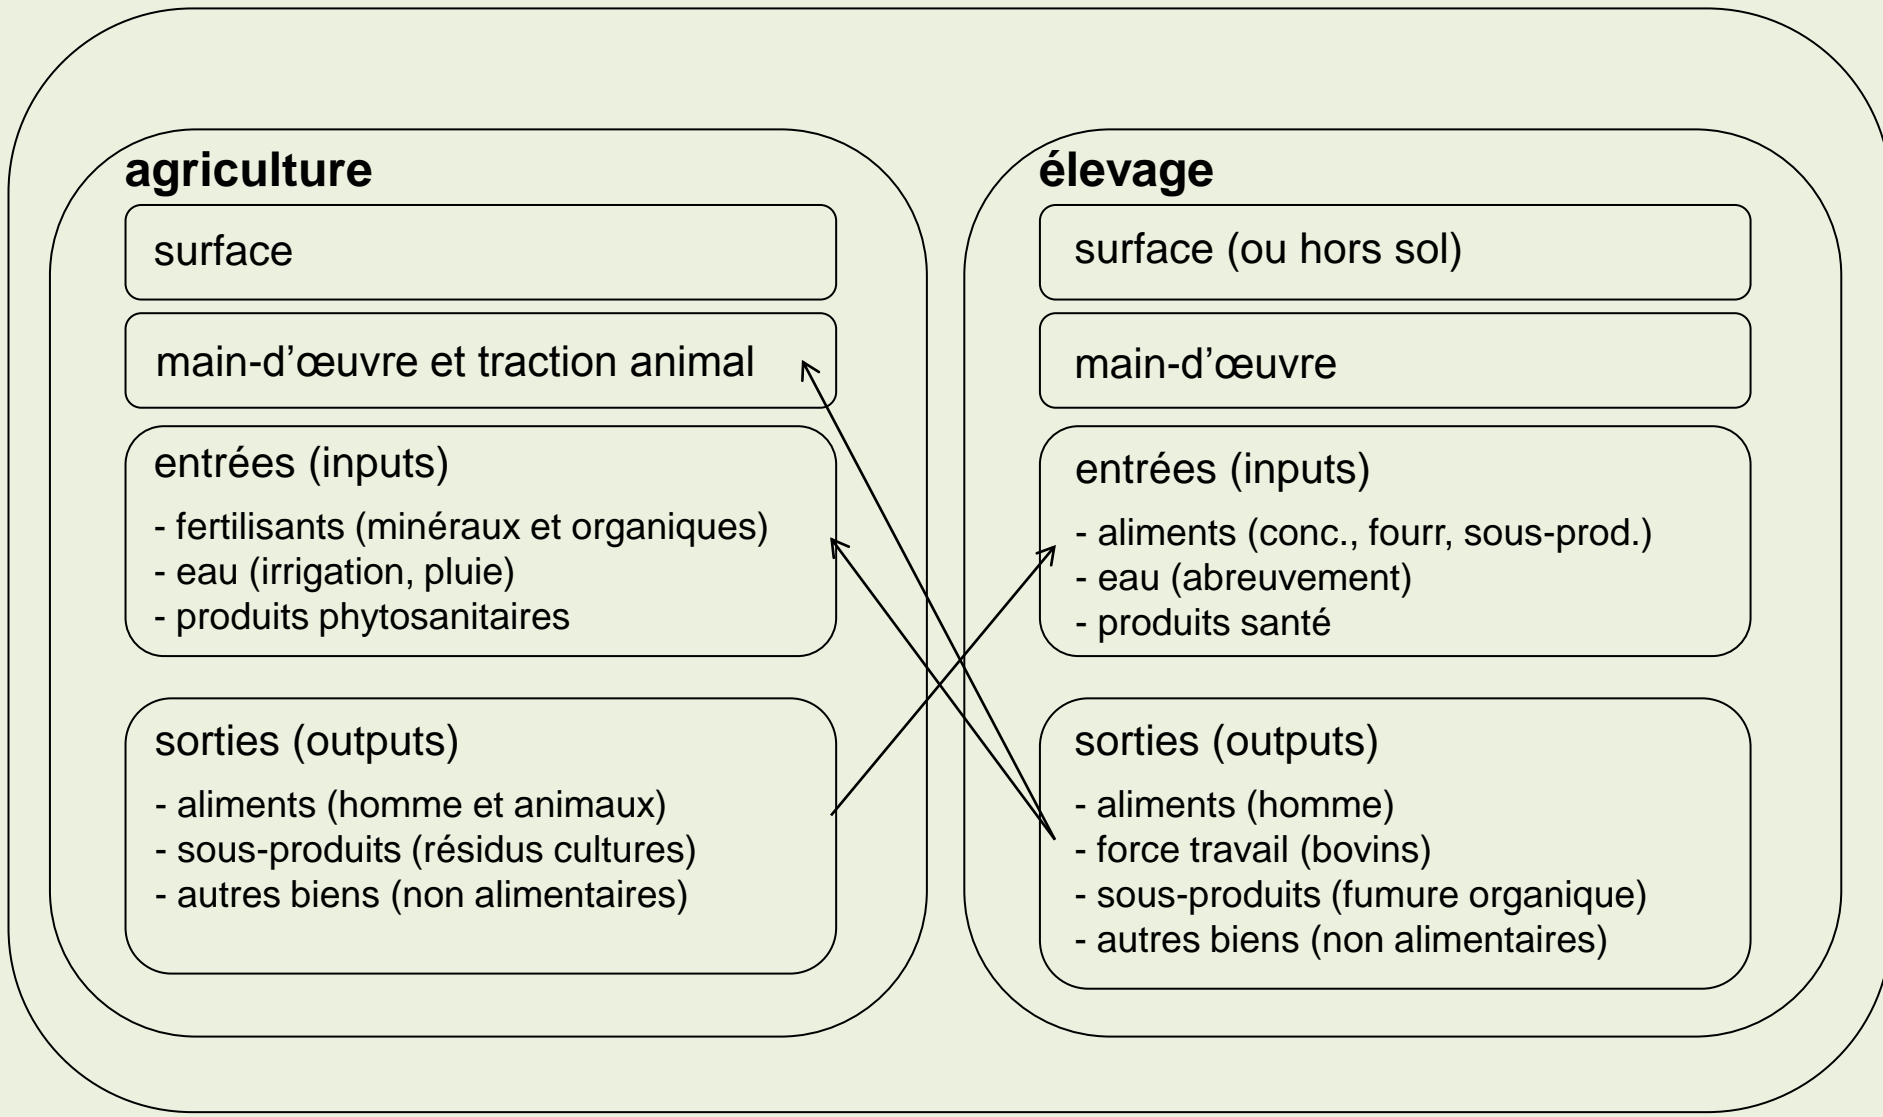 agriculture
surface
main-d'œuvre et traction animal
entrées (inputs)
- fertilisants (minéraux et organiques)
- eau (irrigation, pluie)
- produits phytosanitaires
sorties (outputs)
- aliments (homme et animaux)
- sous-produits (résidus cultures)
- autres biens (non alimentaires)
élevage
surface (ou hors sol)
main-d'œuvre
entrées (inputs)
- aliments (conc., fourr, sous-prod.)
- eau (abreuvement)
- produits santé
sorties (outputs)
- aliments (homme)
- force travail (bovins)
- sous-produits (fumure organique)
- autres biens (non alimentaires)